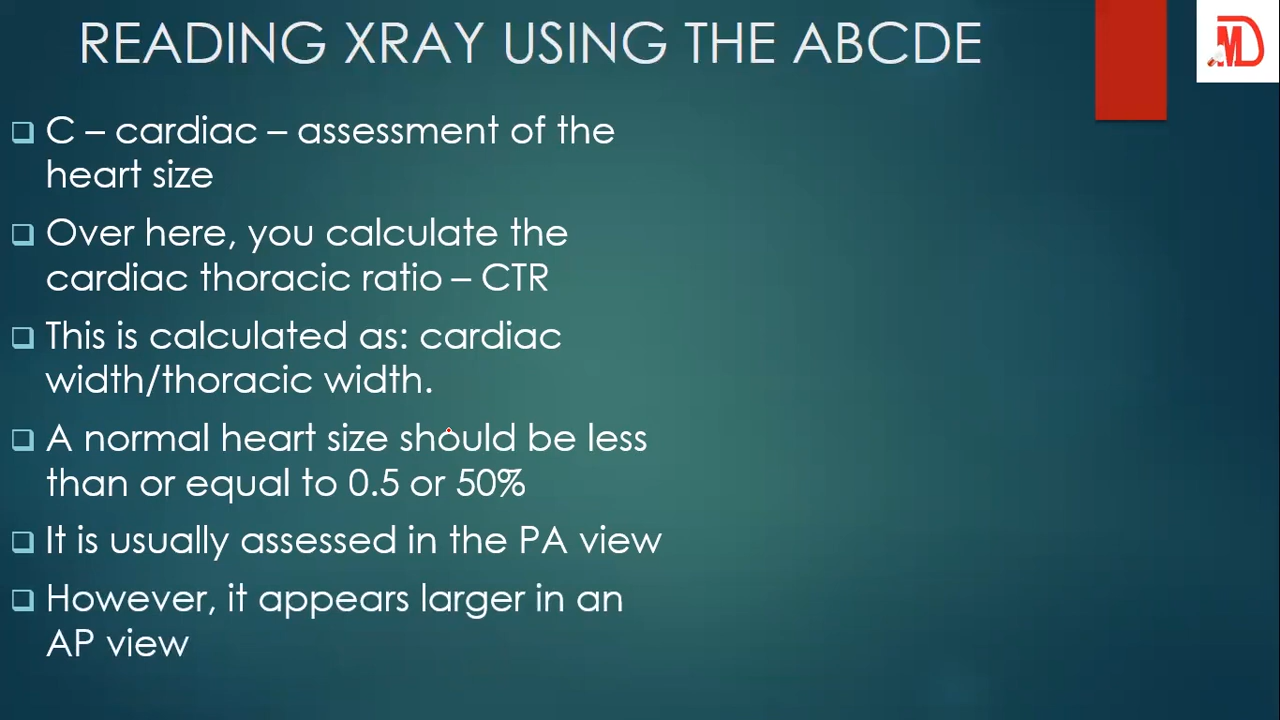 READING XRAY USING THE ABCDE
MD
C – cardiac – assessment of the
heart size
Over here, you calculate the
cardiac thoracic ratio – CTR
This is calculated as: cardiac
width/thoracic width.
A normal heart size should be less
than or equal to 0.5 or 50%
It is usually assessed in the PA view
However, it appears larger in an
AP view